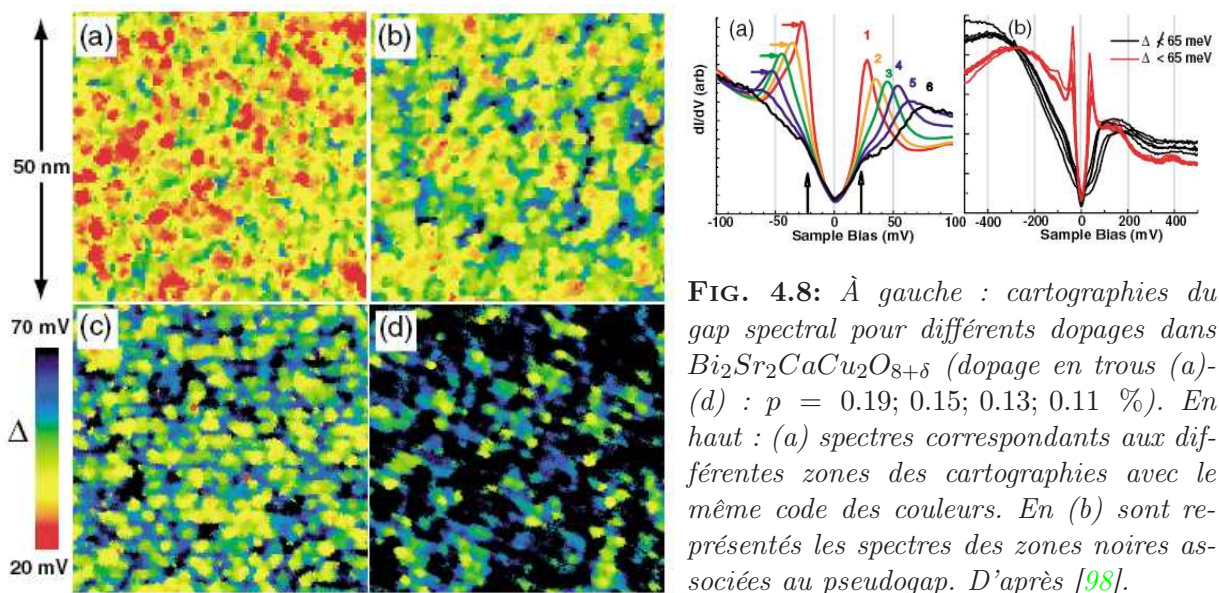 (a)
(b)
50 nm
70 mV
(c)
(d)
Δ
20 mV
(a)
1
2
3
4
5
6
dI/dV (arb)
-100
-50
0
50
100
Sample Bias (mV)
(b)
Δ ≮ 65 meV
Δ < 65 meV
-400
-200
0
200
400
Sample Bias (mV)
FIG. 4.8: À gauche : cartographies du
gap spectral pour différents dopages dans
Bi₂Sr₂CaCu₂O₈₊δ (dopage en trous (a)-
(d) : p = 0.19; 0.15; 0.13; 0.11 %). En
haut : (a) spectres correspondants aux dif-
férentes zones des cartographies avec le
même code des couleurs. En (b) sont re-
présentés les spectres des zones noires as-
sociées au pseudogap. D'après [98].